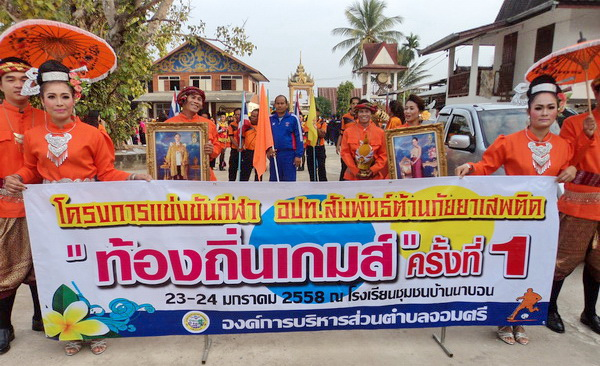 โครงการแข่งขันกีฬา อปท.สัมพันธ์ต้านภัยยาเสพติด
"ท้องถิ่นเกมส์" ครั้งที่ 1
23-24 มกราคม 2558 ณ โรงเรียนชุมชนบ้านนาบอน
องค์การบริหารส่วนตำบลจอมศรี